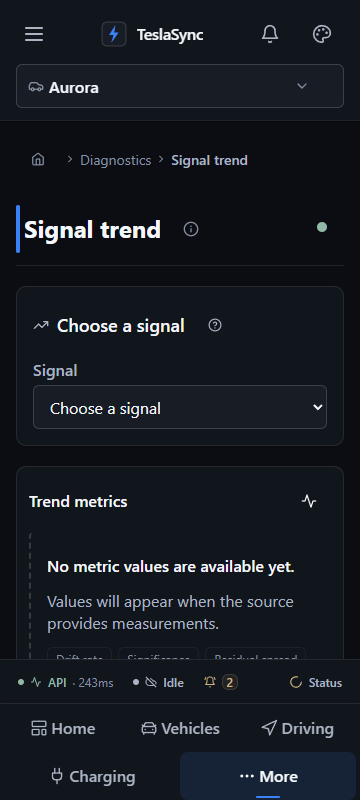 TeslaSync
Aurora
Diagnostics
Signal trend
Signal trend
Choose a signal
Signal
Choose a signal
Trend metrics
No metric values are available yet.
Values will appear when the source
provides measurements.
Drift rate Significance Residual spread
API · 243ms Idle 2 Status
Home Vehicles Driving
Charging More